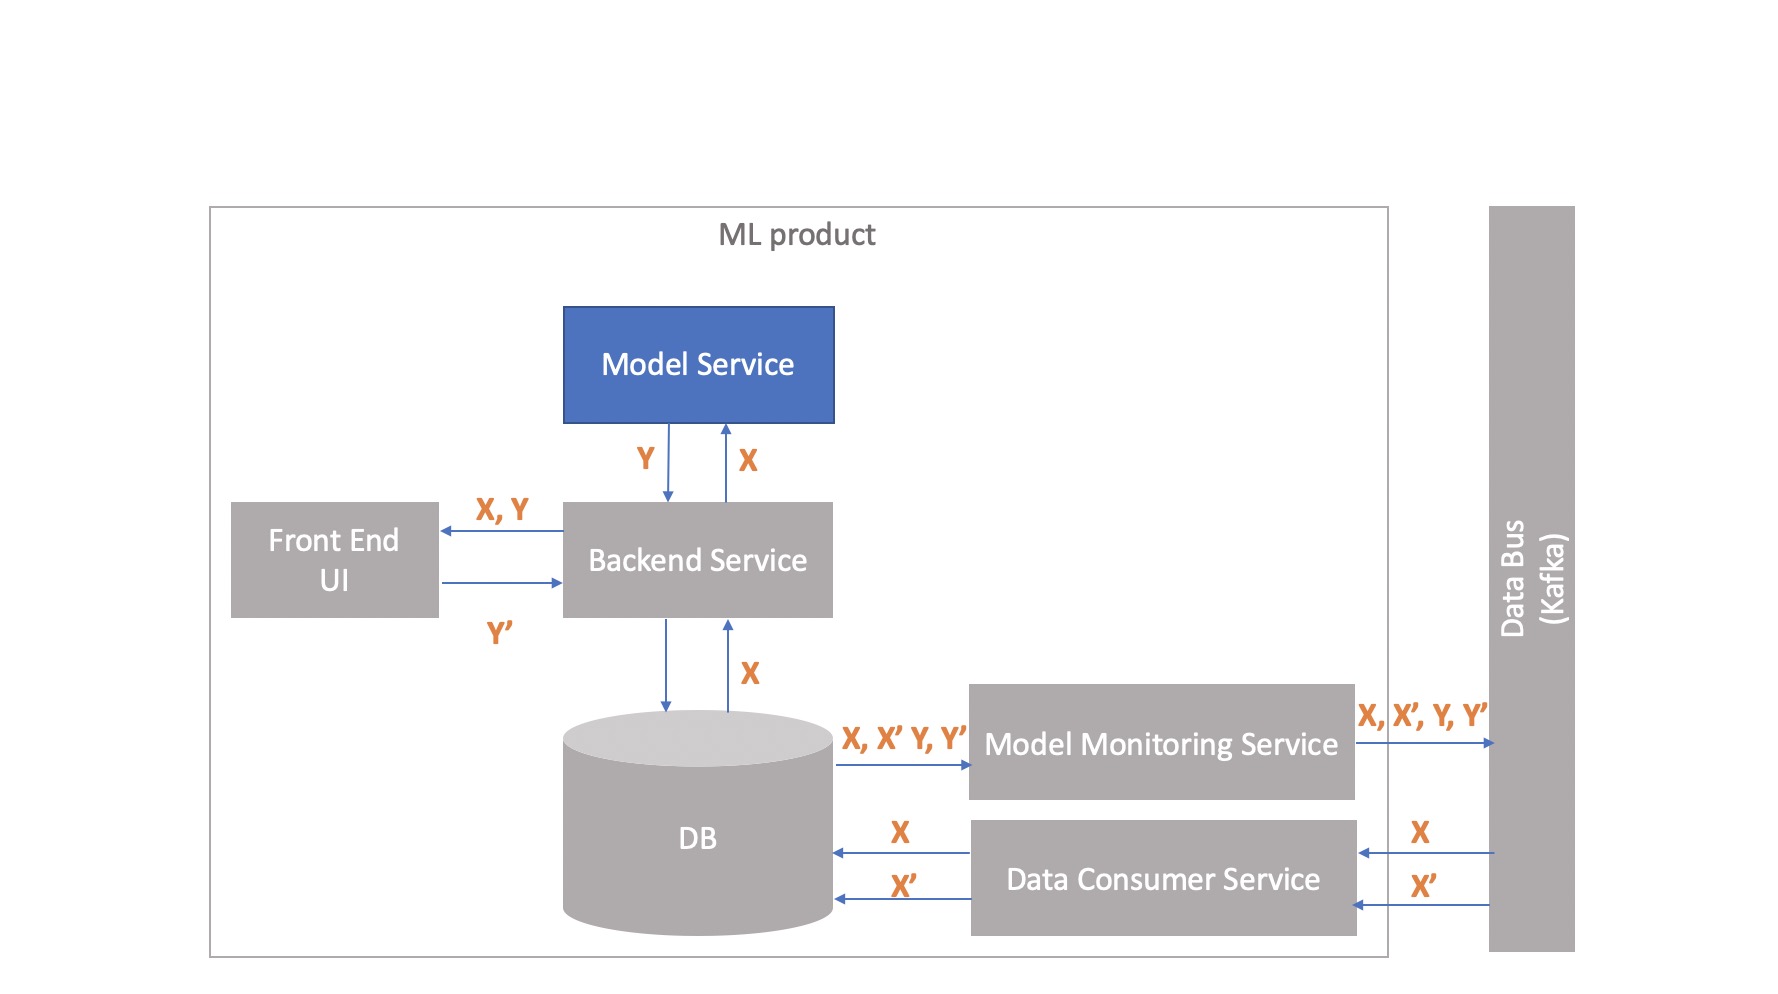 ML product
Model Service
Y
X
X, Y
Front End
UI
Backend Service
Y’
X
Data Bus
(Kafka)
X, X’ Y, Y’
Model Monitoring Service
X, X’, Y, Y’
DB
X
X’
Data Consumer Service
X
X’